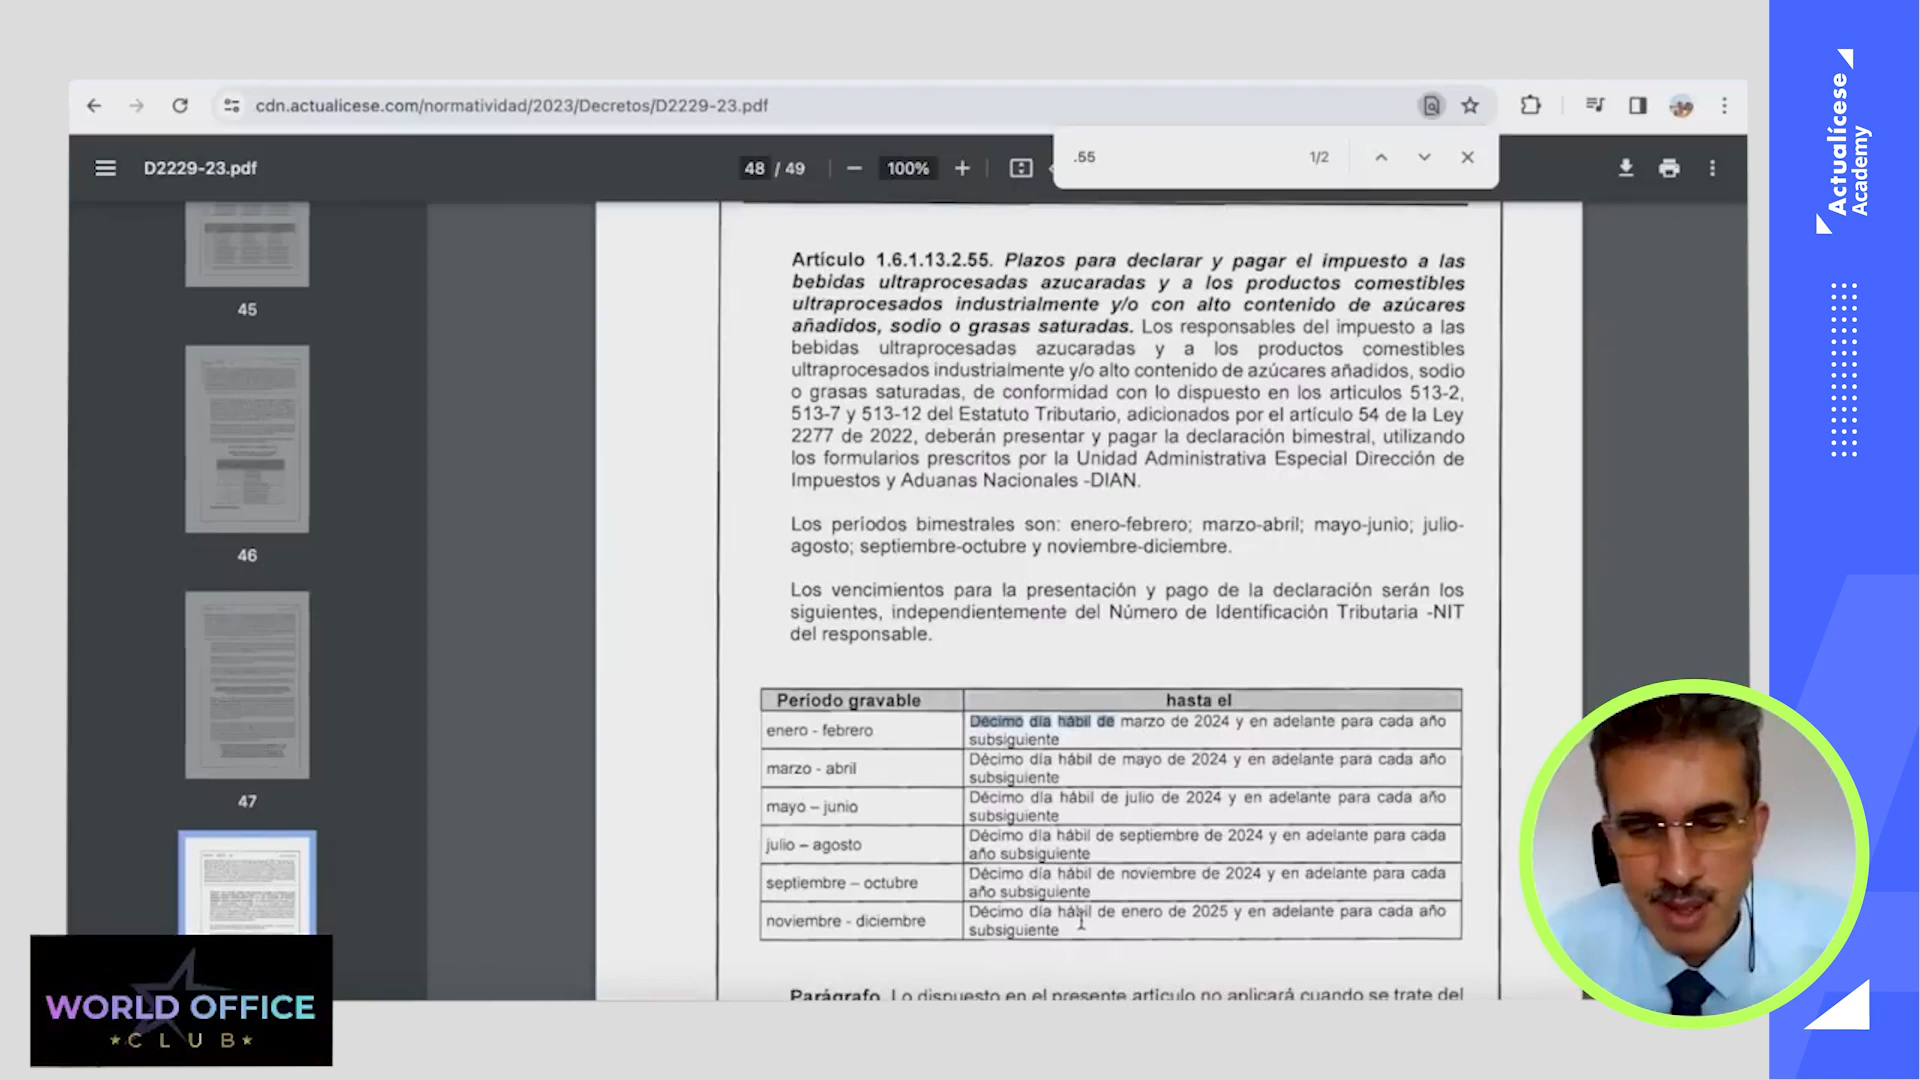 cdn.actualicese.com/normatividad/2023/Decretos/D2229-23.pdf
D2229-23.pdf
48 / 49
100%
.55
1/2
45
46
47
Artículo 1.6.1.13.2.55. Plazos para declarar y pagar el impuesto a las
bebidas ultraprocesadas azucaradas y a los productos comestibles
ultraprocesados industrialmente y/o con alto contenido de azúcares
añadidos, sodio o grasas saturadas. Los responsables del impuesto a las
bebidas ultraprocesadas azucaradas y a los productos comestibles
ultraprocesados industrialmente y/o alto contenido de azúcares añadidos, sodio
o grasas saturadas, de conformidad con lo dispuesto en los articulos 513-2,
513-7 y 513-12 del Estatuto Tributario, adicionados por el artículo 54 de la Ley
2277 de 2022, deberán presentar y pagar la declaración bimestral, utilizando
los formularios prescritos por la Unidad Administrativa Especial Dirección de
Impuestos y Aduanas Nacionales -DIAN.
Los períodos bimestrales son: enero-febrero; marzo-abril; mayo-junio; julio-
agosto; septiembre-octubre y noviembre-diciembre.
Los vencimientos para la presentación y pago de la declaración serán los
siguientes, independientemente del Número de Identificación Tributaria -NIT
del responsable.
Período gravable hasta el
enero - febrero Décimo día hábil de marzo de 2024 y en adelante para cada año
subsiguiente
marzo - abril Décimo día hábil de mayo de 2024 y en adelante para cada año
subsiguiente
mayo – junio Décimo día hábil de julio de 2024 y en adelante para cada año
subsiguiente
julio – agosto Décimo día hábil de septiembre de 2024 y en adelante para cada
año subsiguiente
septiembre – octubre Décimo día hábil de noviembre de 2024 y en adelante para cada
año subsiguiente
noviembre - diciembre Décimo día hábil de enero de 2025 y en adelante para cada año
subsiguiente
Parágrafo. Lo dispuesto en el presente artículo no aplicará cuando se trate del
WORLD OFFICE
CLUB
Actualícese
Academy